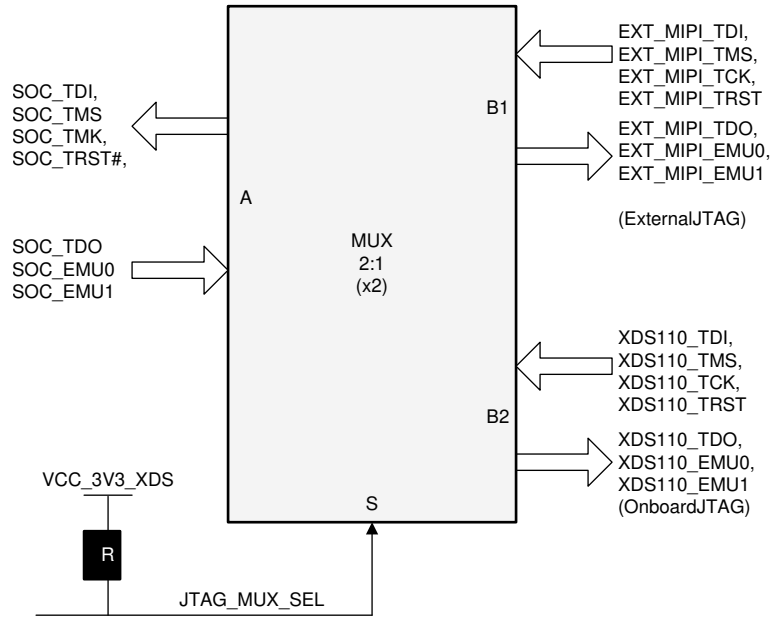 EXT_MIPI_TDI,
EXT_MIPI_TMS,
EXT_MIPI_TCK,
EXT_MIPI_TRST
B1
EXT_MIPI_TDO,
EXT_MIPI_EMU0,
EXT_MIPI_EMU1
(ExternalJTAG)
SOC_TDI,
SOC_TMS
SOC_TMK,
SOC_TRST#,
A
SOC_TDO
SOC_EMU0
SOC_EMU1
MUX
2:1
(x2)
XDS110_TDI,
XDS110_TMS,
XDS110_TCK,
XDS110_TRST
B2
XDS110_TDO,
XDS110_EMU0,
XDS110_EMU1
(OnboardJTAG)
VCC_3V3_XDS
S
R
JTAG_MUX_SEL